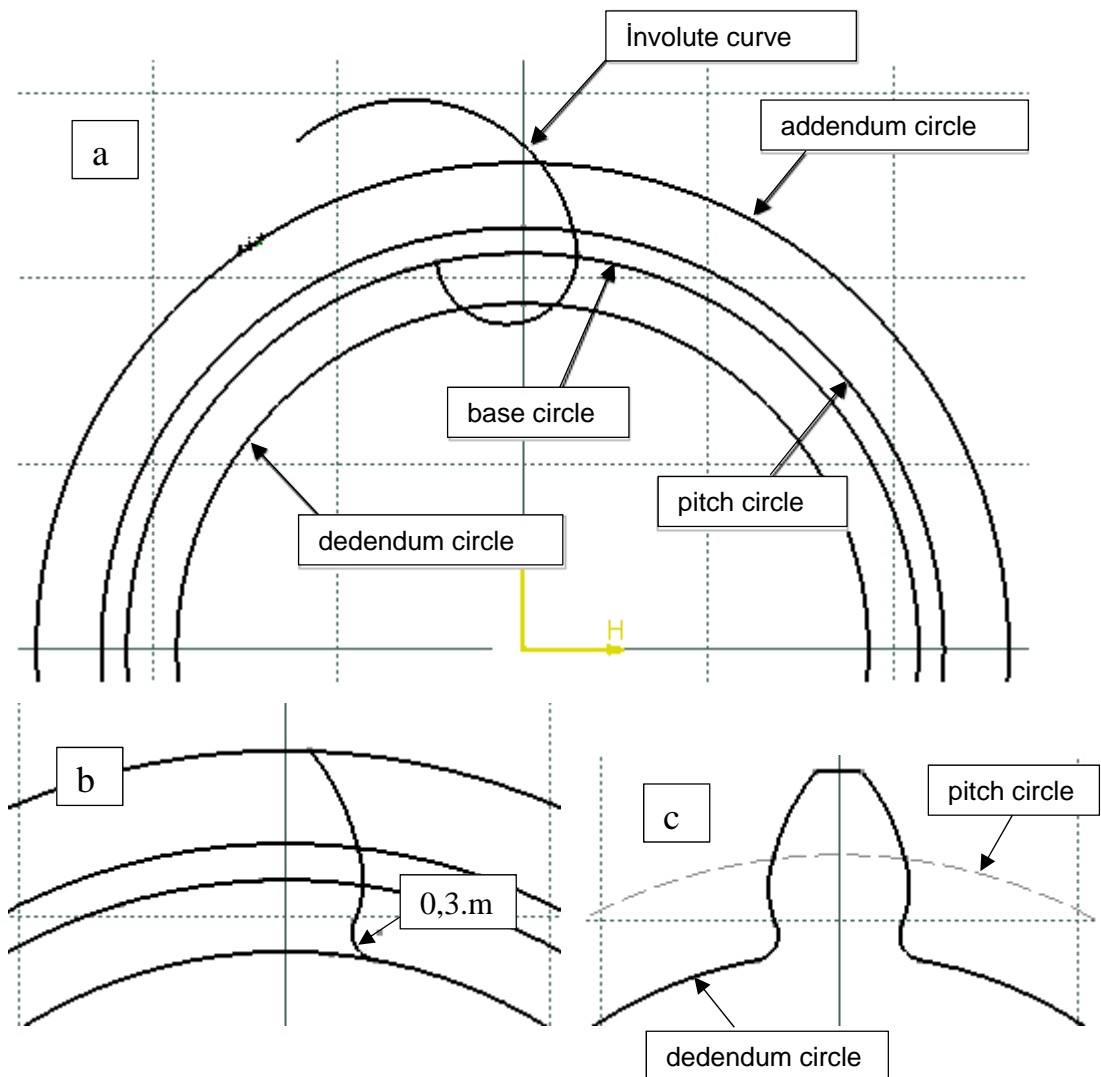 İnvolute curve
a
addendum circle
base circle
pitch circle
dedendum circle
H
b
0,3.m
c
pitch circle
dedendum circle